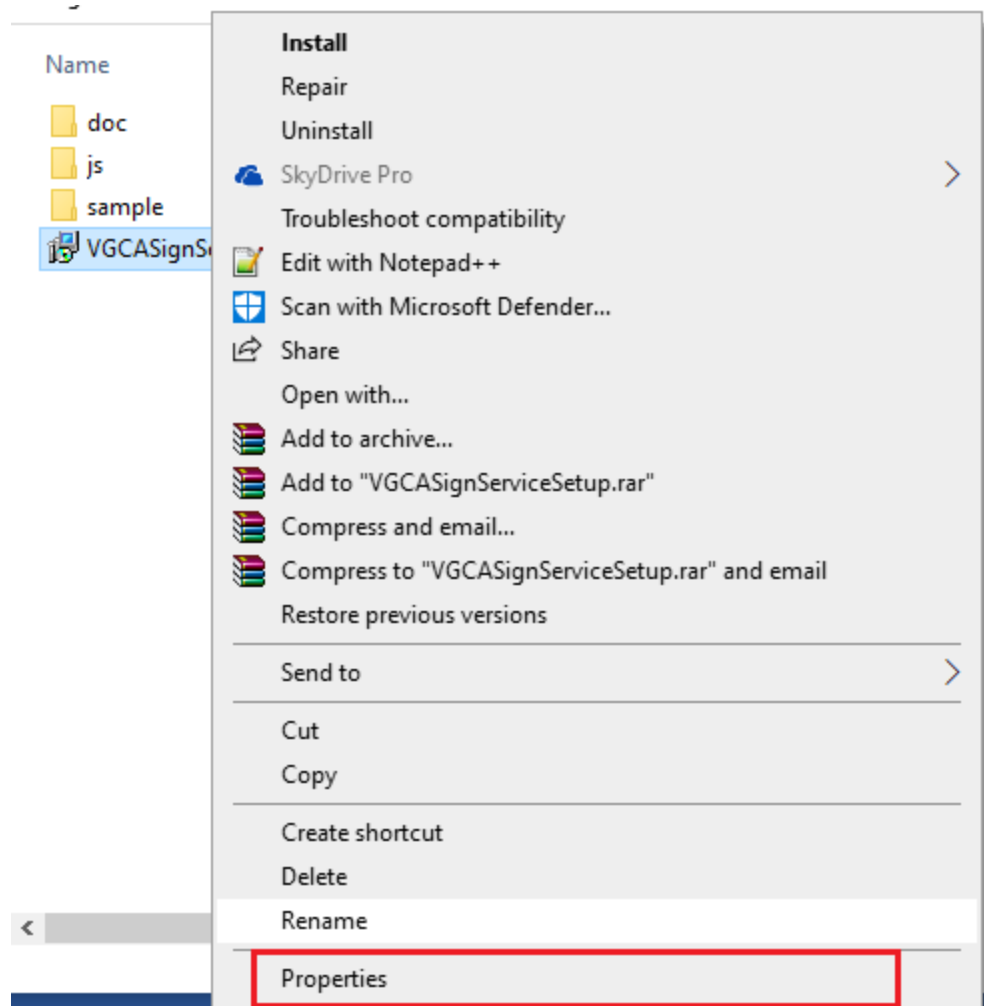 Name
doc
js
sample
VGCASignSe
Install
Repair
Uninstall
SkyDrive Pro
Troubleshoot compatibility
Edit with Notepad++
Scan with Microsoft Defender...
Share
Open with...
Add to archive...
Add to "VGCASignServiceSetup.rar"
Compress and email...
Compress to "VGCASignServiceSetup.rar" and email
Restore previous versions
Send to
Cut
Copy
Create shortcut
Delete
Rename
Properties